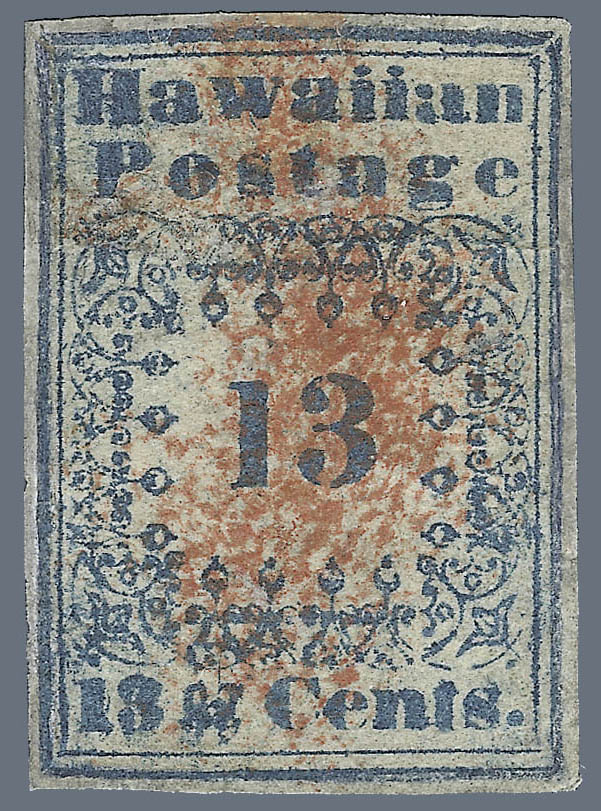 Hawaiian
Postage
13
13 Cents.